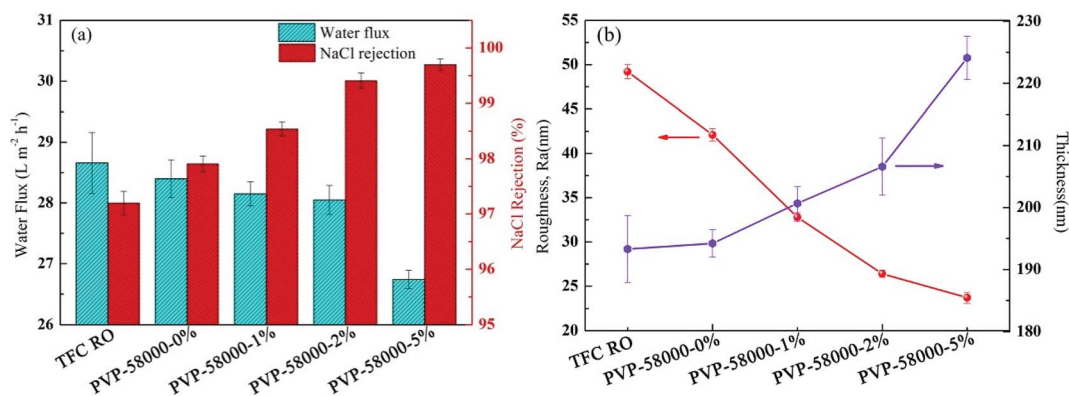 (a)
Water flux
NaCl rejection
Water Flux (L m⁻² h⁻¹)
31
30
29
28
27
26
NaCl Rejection (%)
100
99
98
97
96
95
TFC RO
PVP-58000-0%
PVP-58000-1%
PVP-58000-2%
PVP-58000-5%
(b)
Roughness, Ra(nm)
55
50
45
40
35
30
25
20
Thickness(nm)
230
220
210
200
190
180
TFC RO
PVP-58000-0%
PVP-58000-1%
PVP-58000-2%
PVP-58000-5%